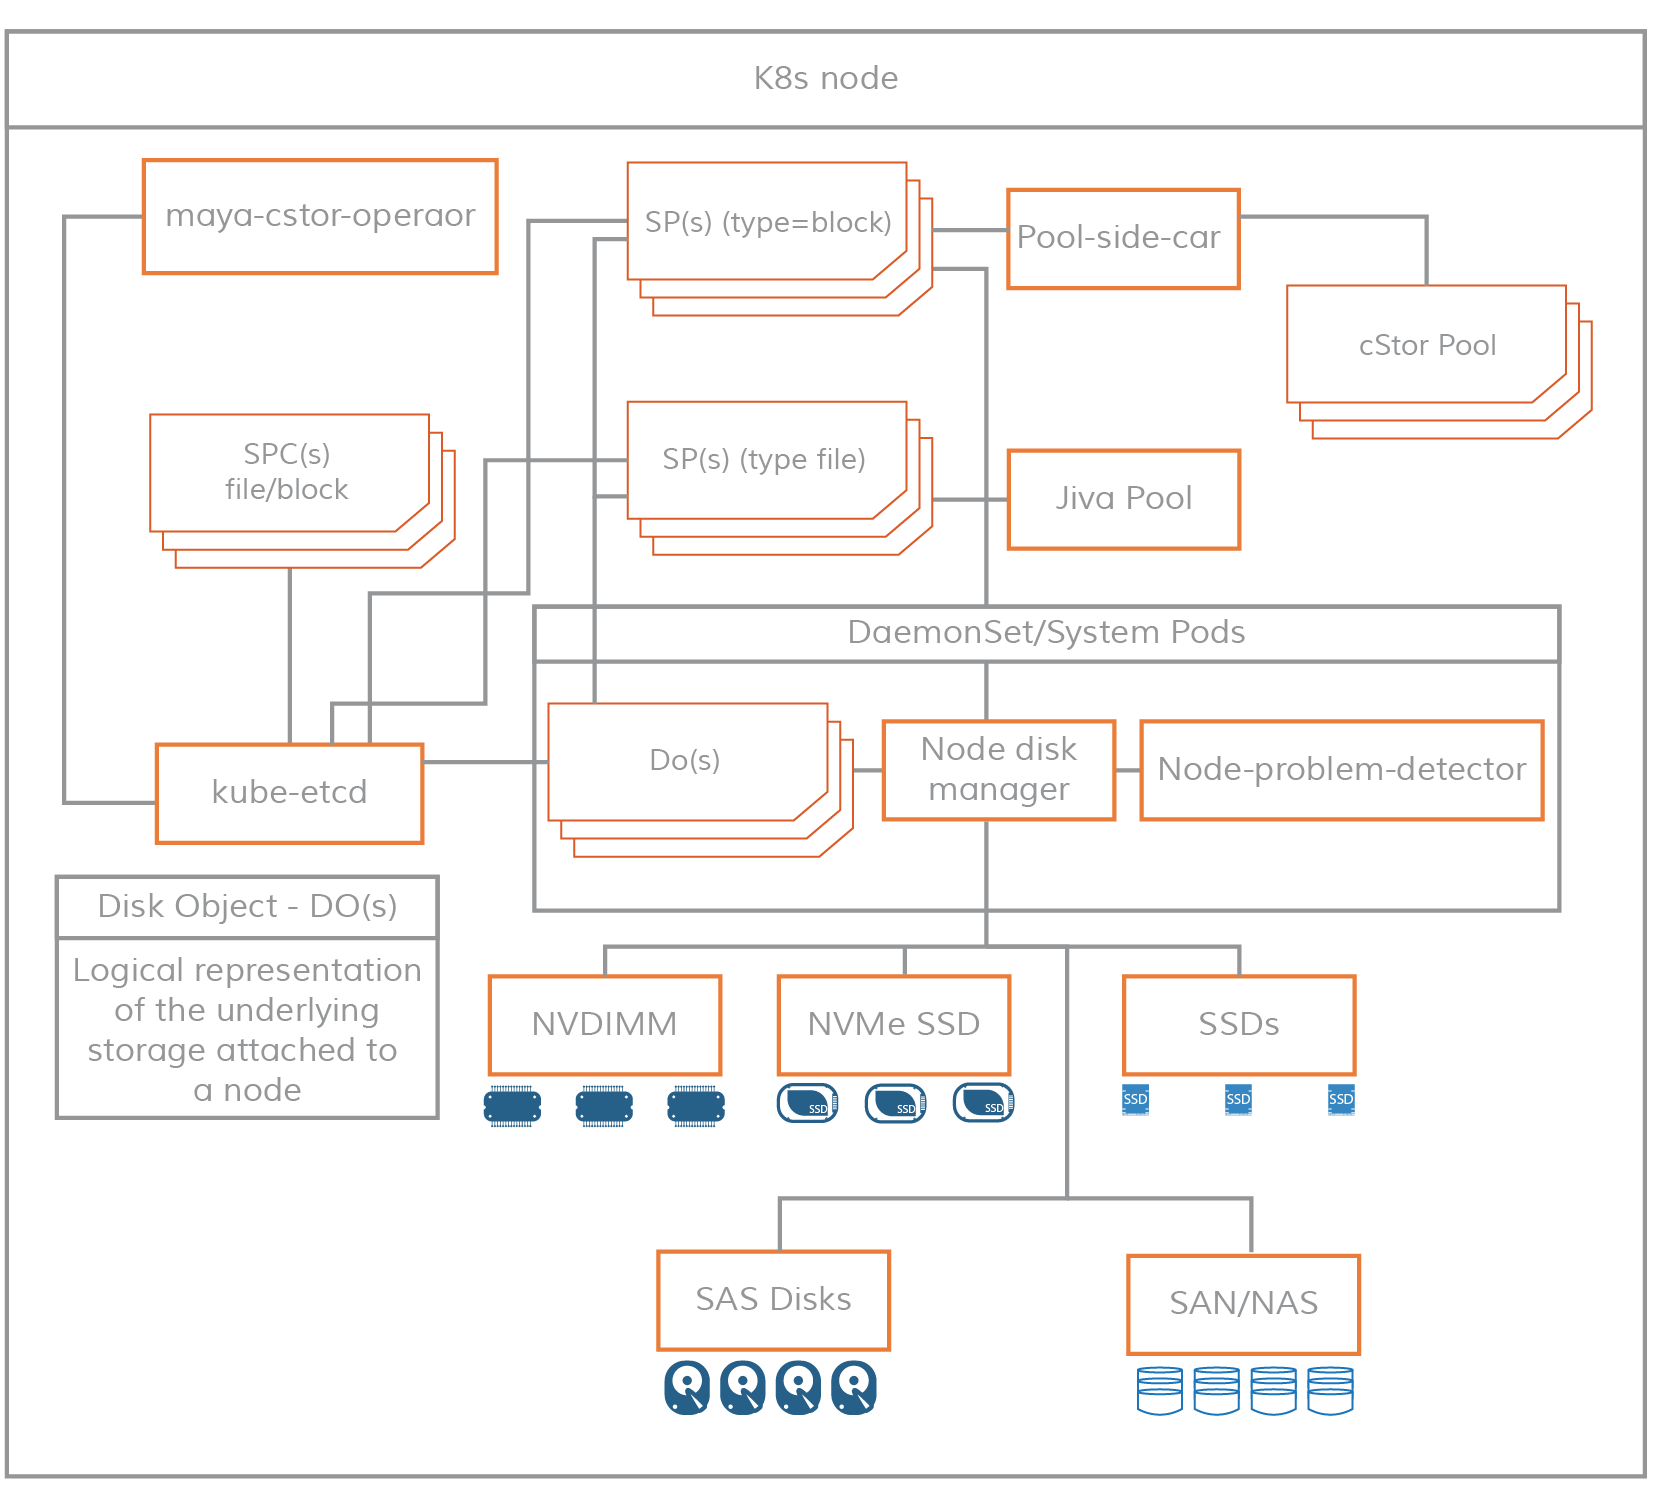 K8s node
maya-cstor-operaor
SP(s) (type=block)
Pool-side-car
cStor Pool
SPC(s)
file/block
SP(s) (type file)
Jiva Pool
DaemonSet/System Pods
kube-etcd
Do(s)
Node disk
manager
Node-problem-detector
Disk Object - DO(s)
Logical representation
of the underlying
storage attached to
a node
NVDIMM
NVMe SSD
SSDs
SSD
SSD
SSD
SSD
SSD
SSD
SAS Disks
SAN/NAS